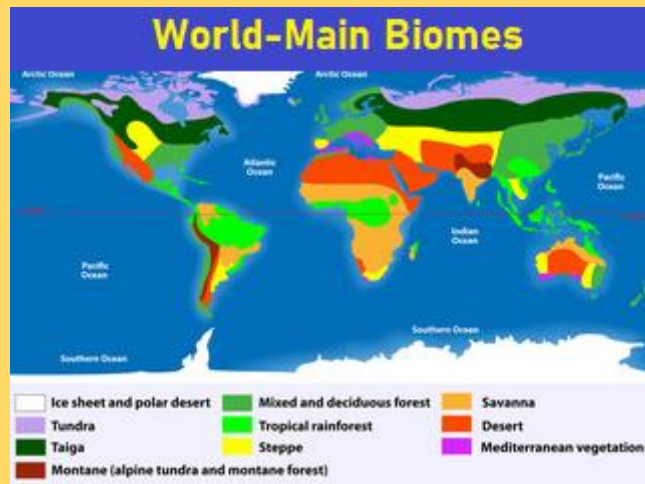 World-Main Biomes
Arctic Ocean
Arctic Ocean
Atlantic
Ocean
Pacific
Ocean
Indian
Ocean
Pacific
Ocean
Southern Ocean
Southern Ocean
Ice sheet and polar desert
Mixed and deciduous forest
Savanna
Tundra
Tropical rainforest
Desert
Taiga
Steppe
Mediterranean vegetation
Montane (alpine tundra and montane forest)